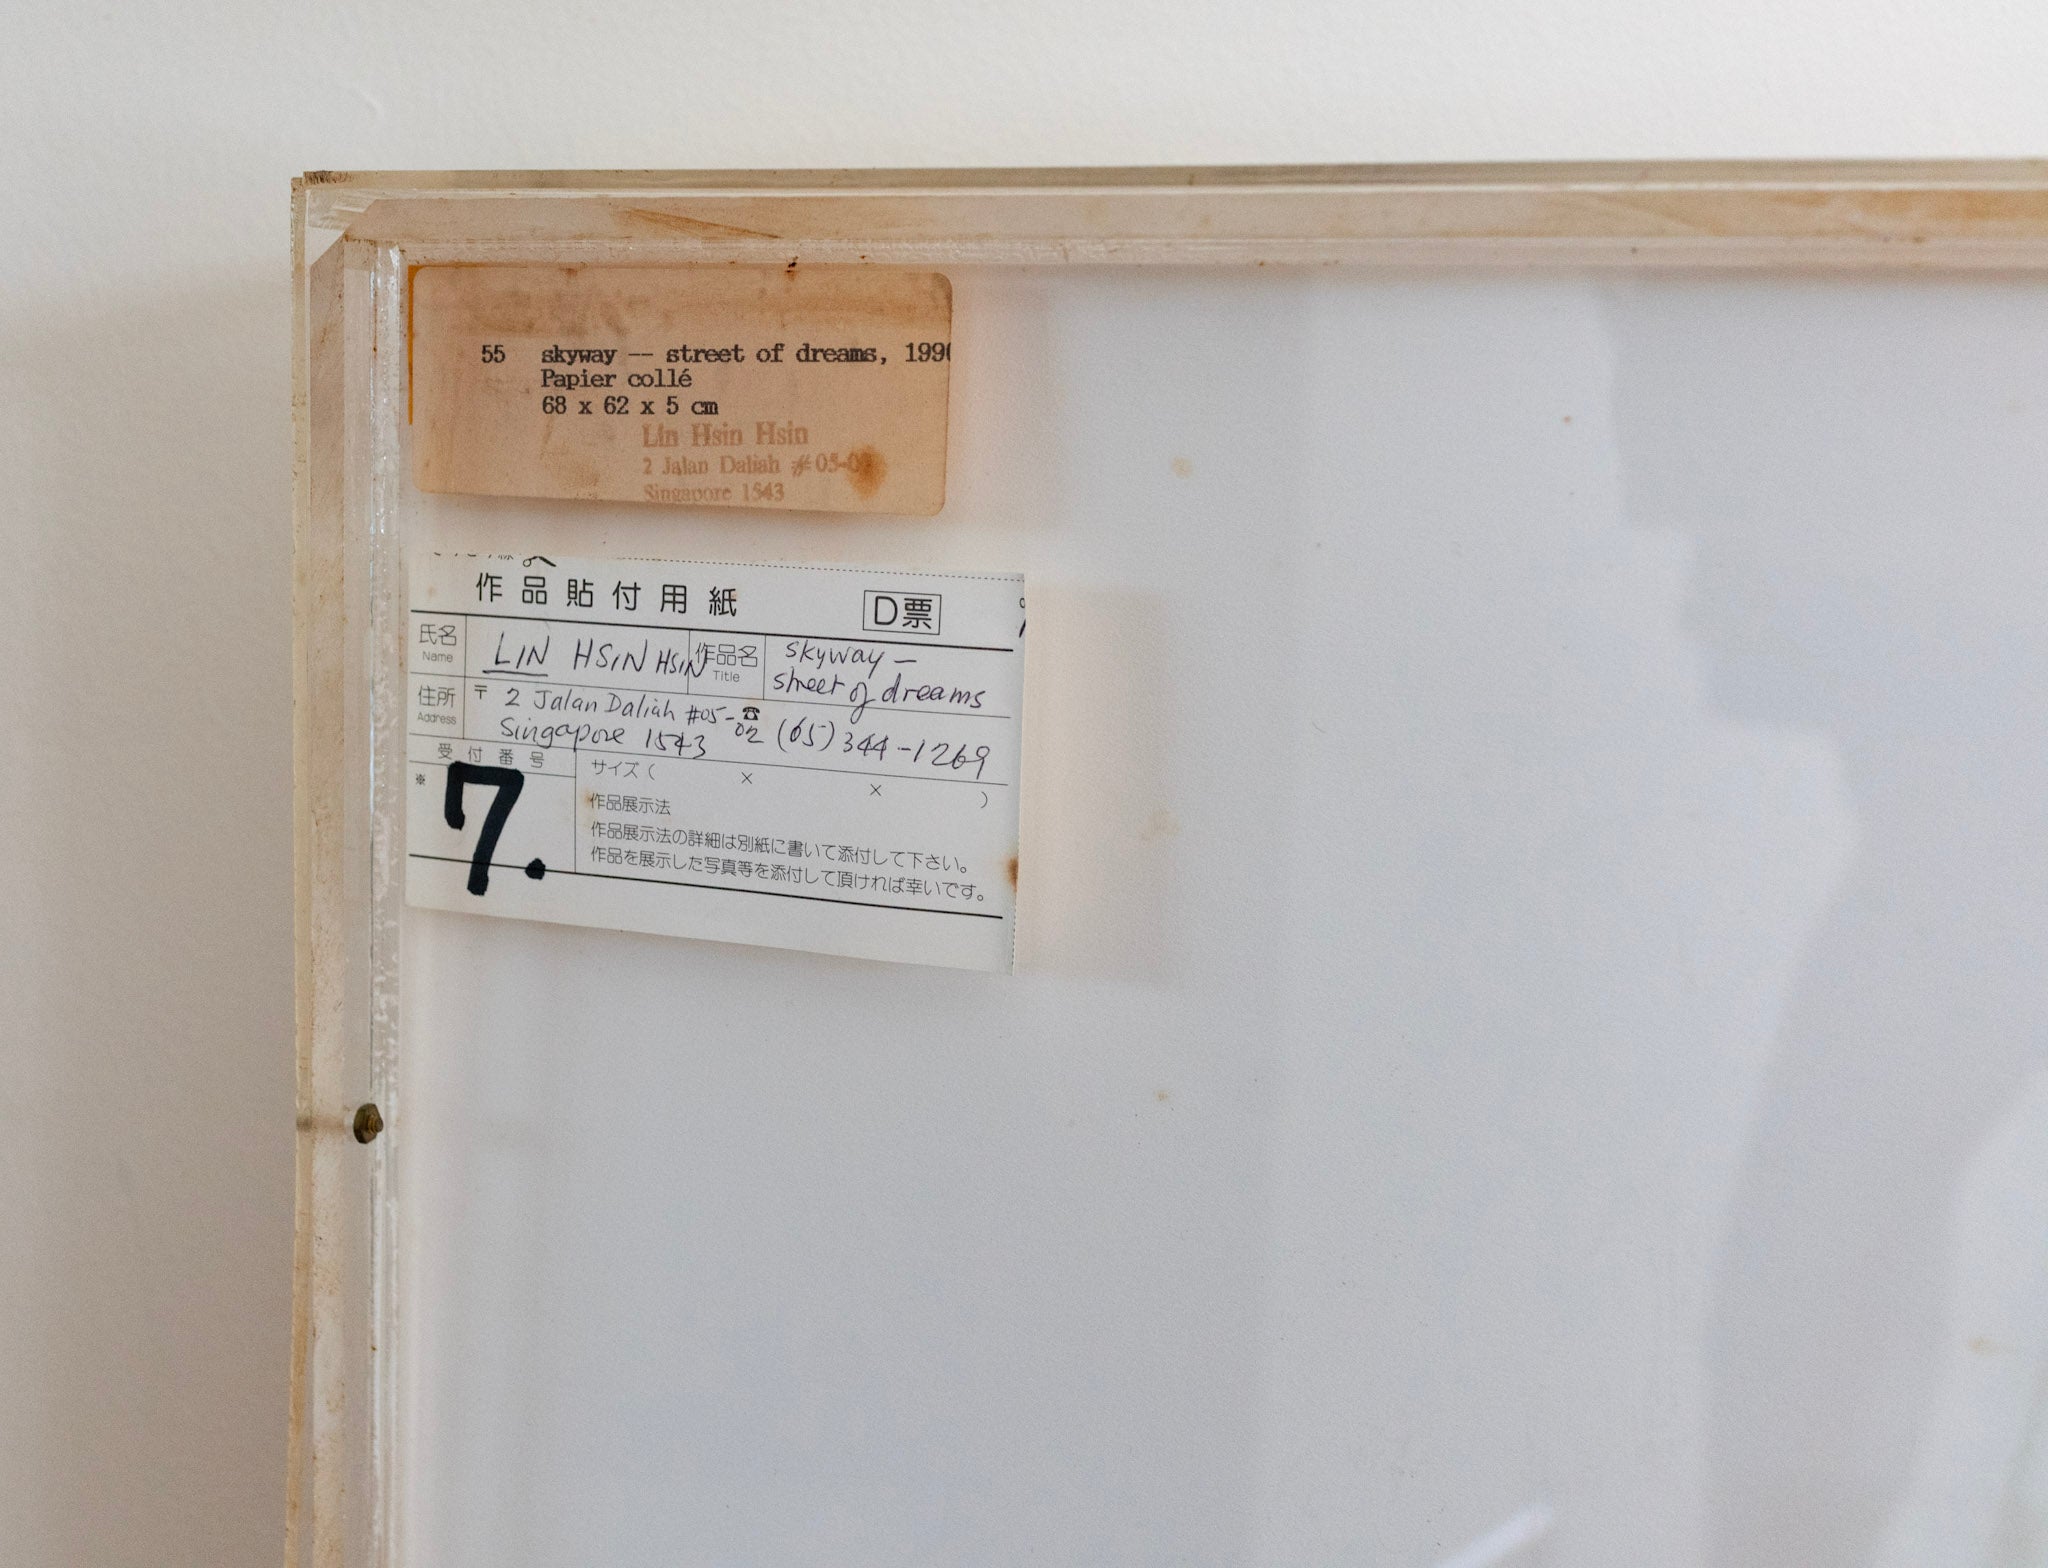 55 skyway -- street of dreams, 1990
Papier collé
68 x 62 x 5 cm
Lin Hsin Hsin
2 Jalan Daliah #05-02
Singapore 1543
作品貼付用紙 D票
氏名 Name LIN HSIN HSIN 作品名 Title skyway – street of dreams
住所 Address 〒 2 Jalan Daliah #05-02 Singapore 1543 ☎ (65) 344-1269
受付番号
※ 7.
サイズ( × × )
作品展示法
作品展示法の詳細は別紙に書いて添付して下さい。
作品を展示した写真等を添付して頂ければ幸いです。